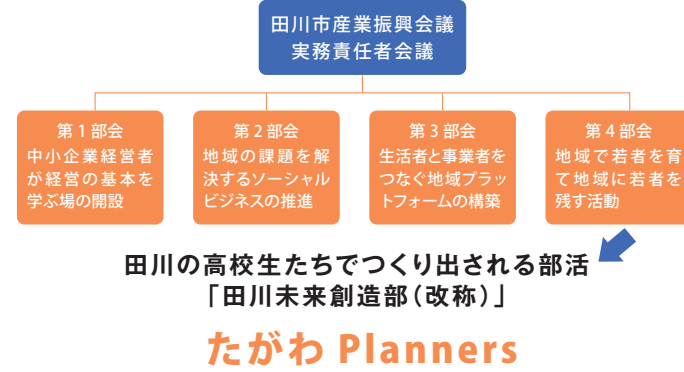 田川市産業振興会議
実務責任者会議
第1部会
中小企業経営者
が経営の基本を
学ぶ場の開設
第2部会
地域の課題を解
決するソーシャル
ビジネスの推進
第3部会
生活者と事業者を
つなぐ地域プラッ
トフォームの構築
第4部会
地域で若者を育
て地域に若者を
残す活動
田川の高校生たちでつくり出される部活
「田川未来創造部(改称)」
たがわ Planners